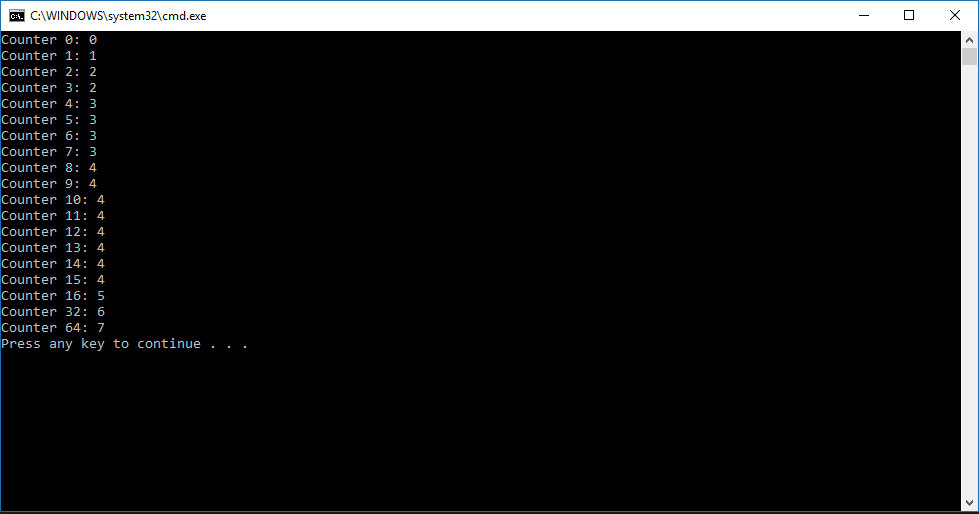 C:\WINDOWS\system32\cmd.exe
Counter 0: 0
Counter 1: 1
Counter 2: 2
Counter 3: 2
Counter 4: 3
Counter 5: 3
Counter 6: 3
Counter 7: 3
Counter 8: 4
Counter 9: 4
Counter 10: 4
Counter 11: 4
Counter 12: 4
Counter 13: 4
Counter 14: 4
Counter 15: 4
Counter 16: 5
Counter 32: 6
Counter 64: 7
Press any key to continue . . .